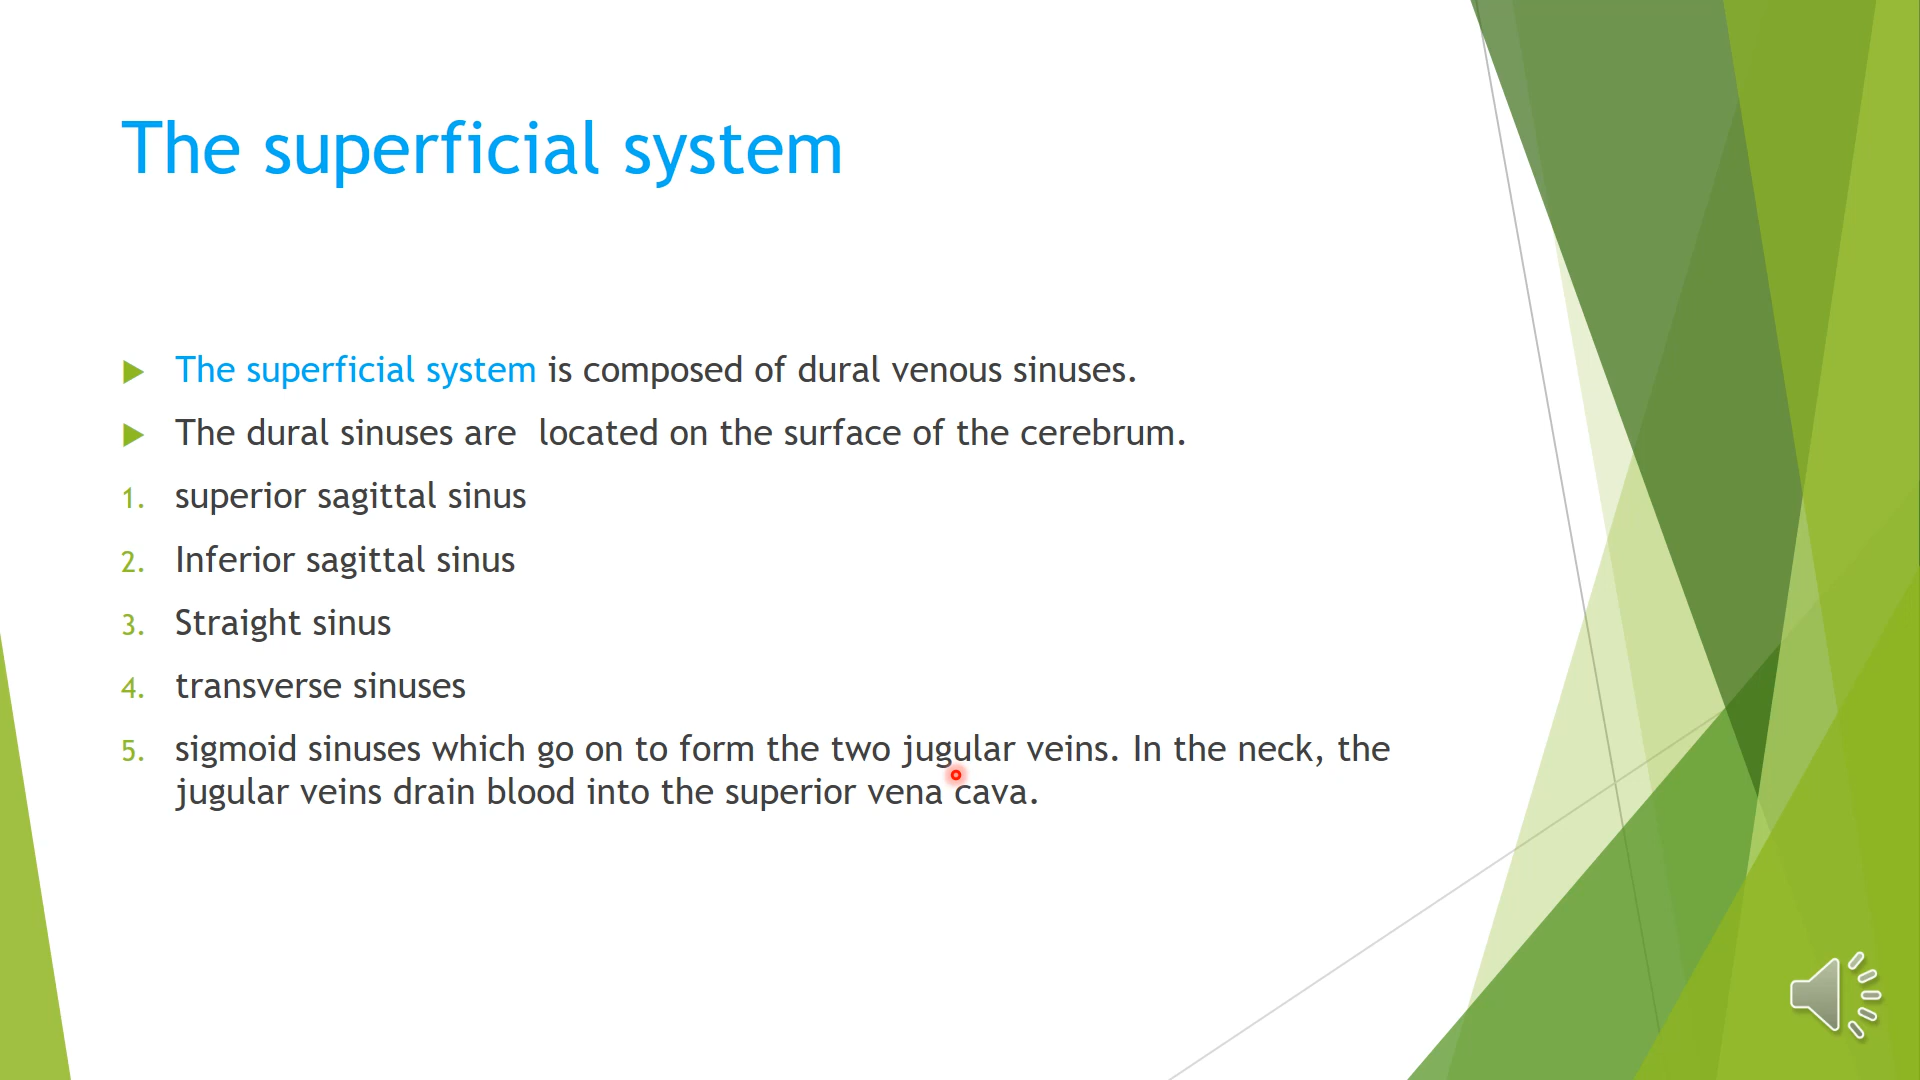 The superficial system
The superficial system is composed of dural venous sinuses.
The dural sinuses are  located on the surface of the cerebrum.
1. superior sagittal sinus
2. Inferior sagittal sinus
3. Straight sinus
4. transverse sinuses
5. sigmoid sinuses which go on to form the two jugular veins. In the neck, the
jugular veins drain blood into the superior vena cava.